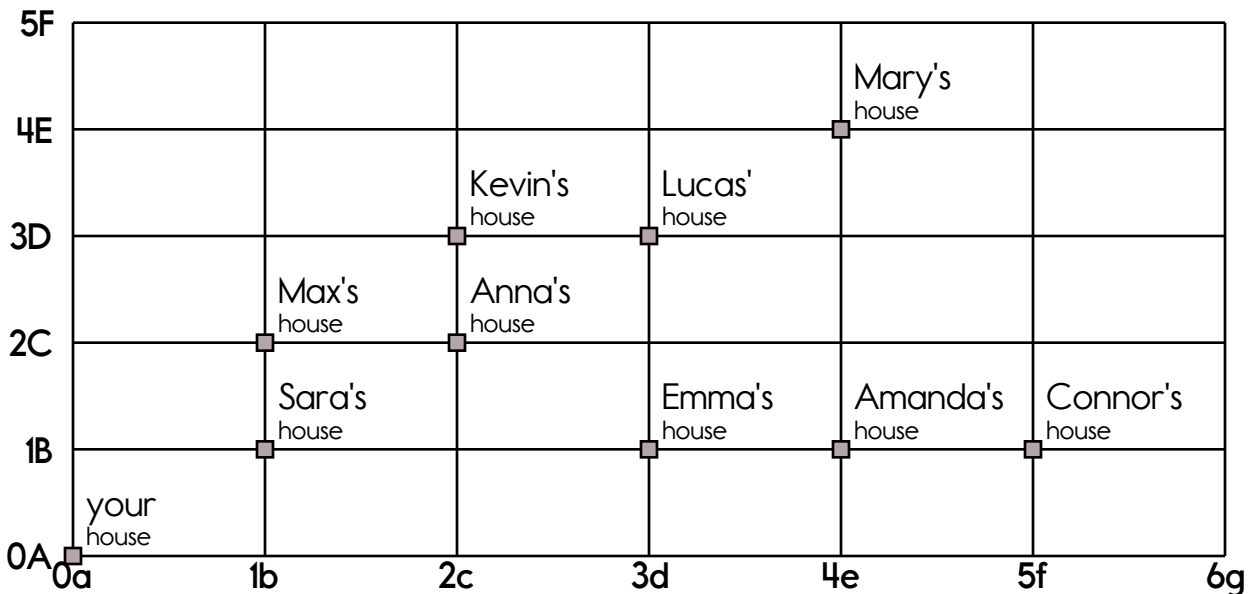 5F
Mary's
house
4E
Kevin's
house
Lucas'
house
3D
Max's
house
Anna's
house
2C
Sara's
house
Emma's
house
Amanda's
house
Connor's
house
1B
your
house
0A
0a 1b 2c 3d 4e 5f 6g